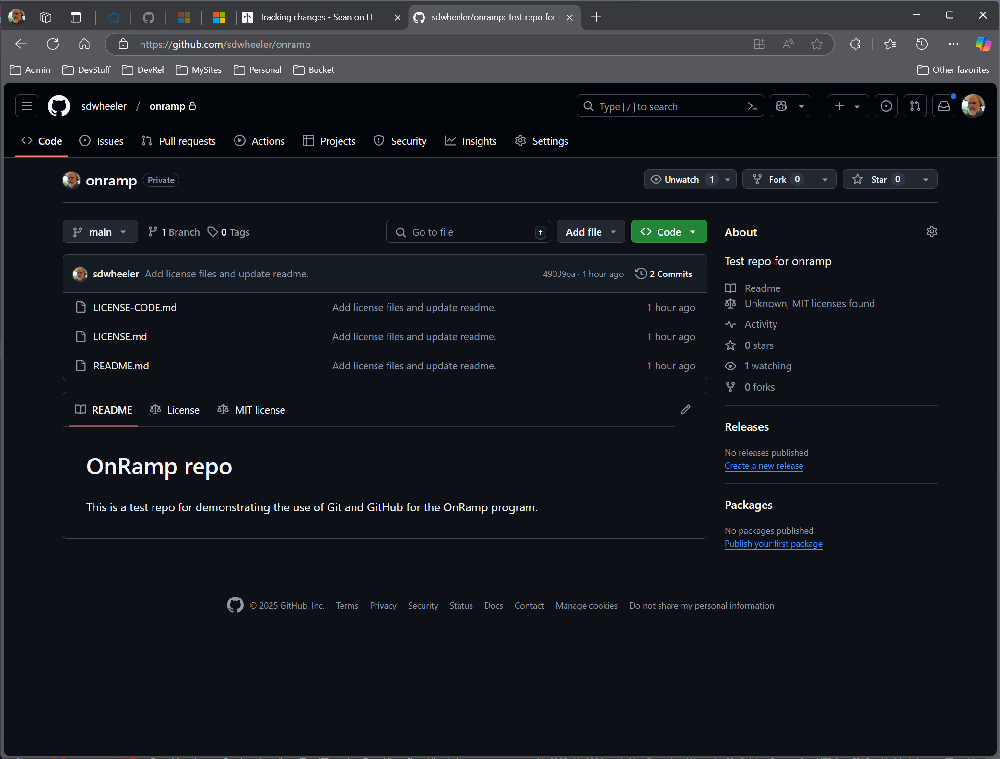 Tracking changes - Sean on IT
sdwheeler/onramp: Test repo for
https://github.com/sdwheeler/onramp
Admin DevStuff DevRel MySites Personal Bucket Other favorites
sdwheeler / onramp Type / to search
Code Issues Pull requests Actions Projects Security Insights Settings
onramp Private Unwatch 1 Fork 0 Star 0
main 1 Branch 0 Tags Go to file t Add file Code
sdwheeler Add license files and update readme. 49039ea · 1 hour ago 2 Commits
LICENSE-CODE.md Add license files and update readme. 1 hour ago
LICENSE.md Add license files and update readme. 1 hour ago
README.md Add license files and update readme. 1 hour ago
README License MIT license
OnRamp repo
This is a test repo for demonstrating the use of Git and GitHub for the OnRamp program.
About
Test repo for onramp
Readme
Unknown, MIT licenses found
Activity
0 stars
1 watching
0 forks
Releases
No releases published
Create a new release
Packages
No packages published
Publish your first package
© 2025 GitHub, Inc. Terms Privacy Security Status Docs Contact Manage cookies Do not share my personal information